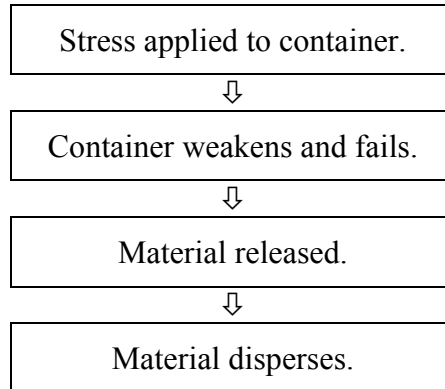 Stress applied to container.
Container weakens and fails.
Material released.
Material disperses.